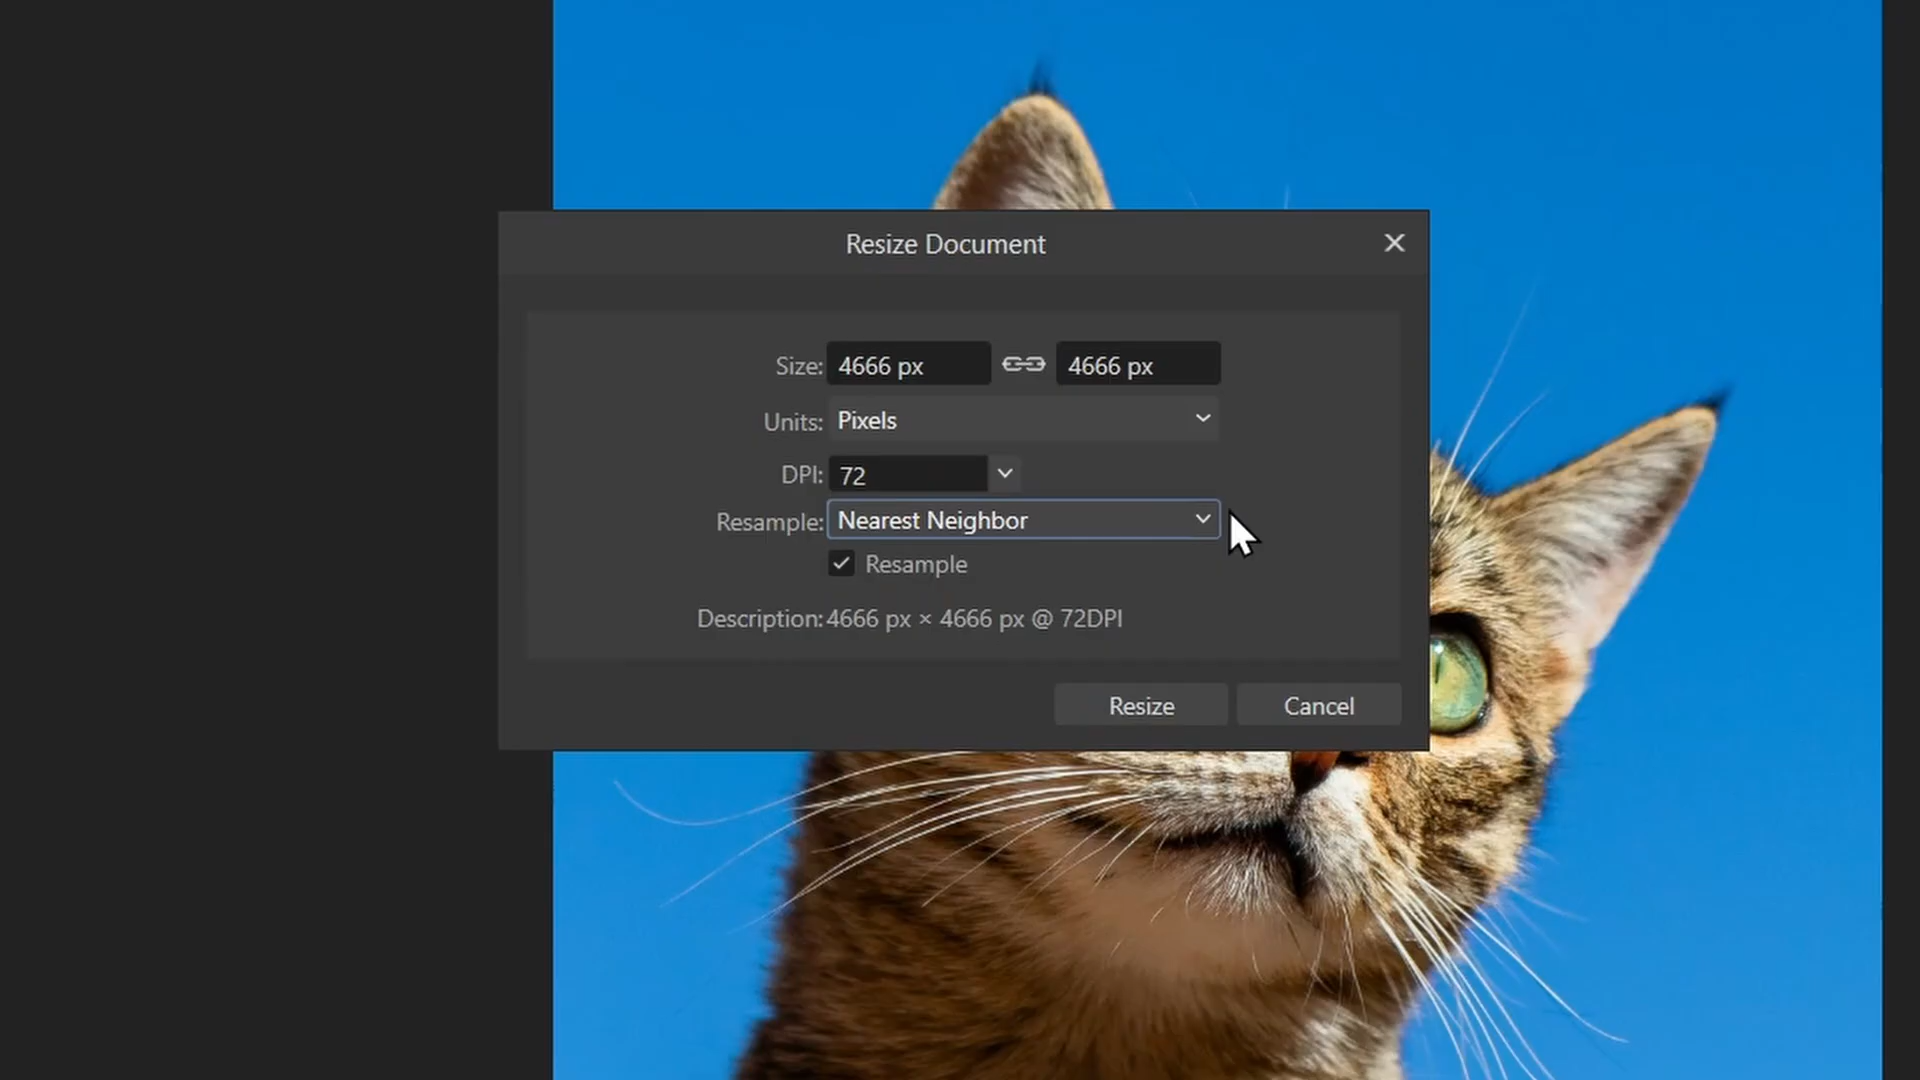 Resize Document
Size: 4666 px 4666 px
Units: Pixels
DPI: 72
Resample: Nearest Neighbor
Resample
Description: 4666 px × 4666 px @ 72DPI
Resize Cancel